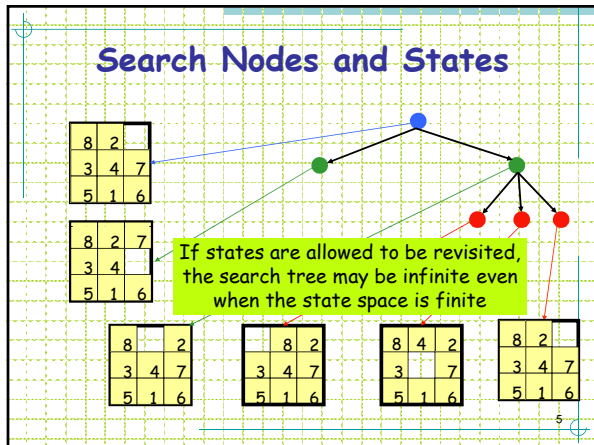 Search Nodes and States
8 2
3 4 7
5 1 6
8 2 7
3 4
5 1 6
If states are allowed to be revisited,
the search tree may be infinite even
when the state space is finite
8 2
3 4 7
5 1 6
8 2
3 4 7
5 1 6
8 4 2
3 7
5 1 6
8 2
3 4 7
5 1 6
5